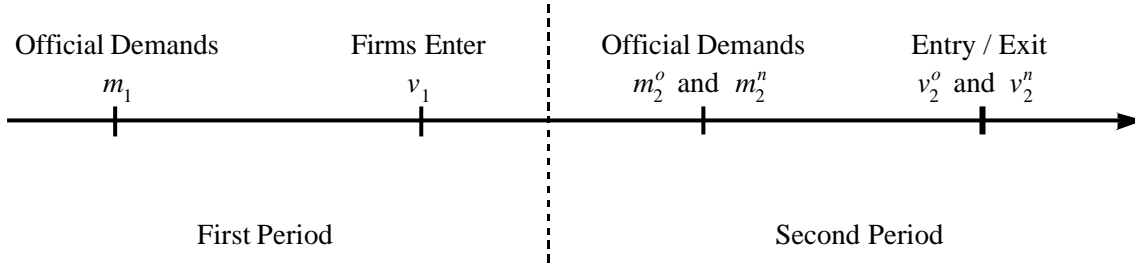 Official Demands Firms Enter Official Demands Entry / Exit
m₁ v₁ m₂ᵒ and m₂ⁿ v₂ᵒ and v₂ⁿ
First Period Second Period